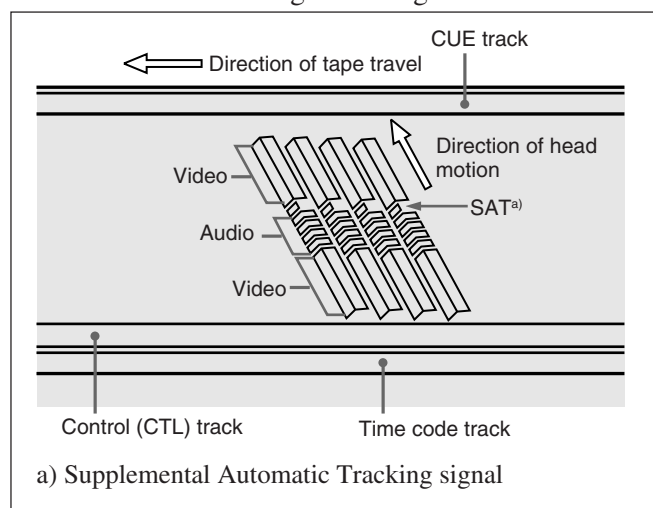 CUE track
Direction of tape travel
Direction of head
motion
Video
SATa)
Audio
Video
Control (CTL) track
Time code track
a) Supplemental Automatic Tracking signal